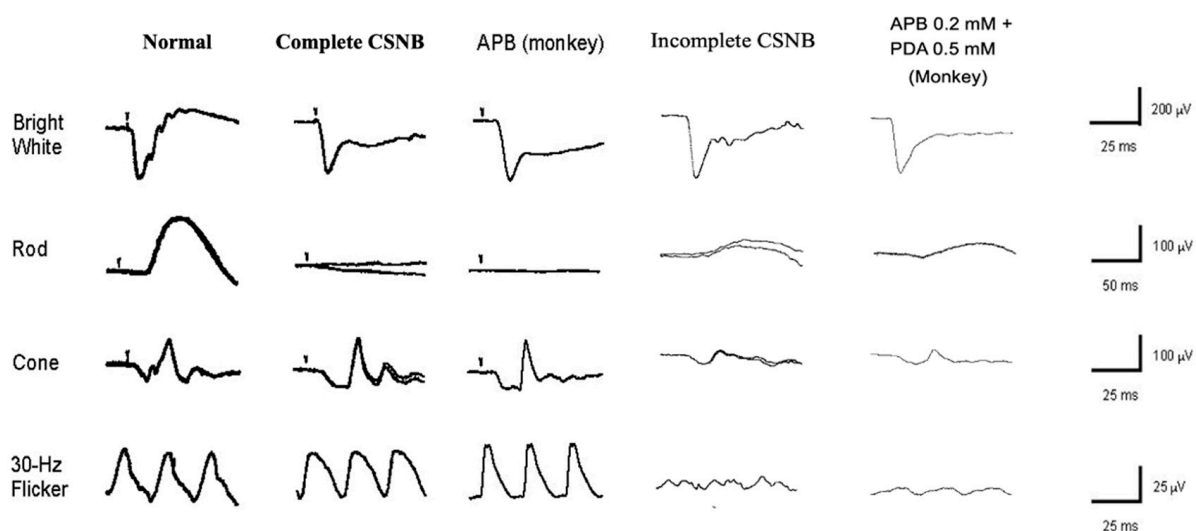 Normal
Complete CSNB
APB (monkey)
Incomplete CSNB
APB 0.2 mM +
PDA 0.5 mM
(Monkey)
Bright
White
200 µV
25 ms
Rod
100 µV
50 ms
Cone
100 µV
25 ms
30-Hz
Flicker
25 µV
25 ms